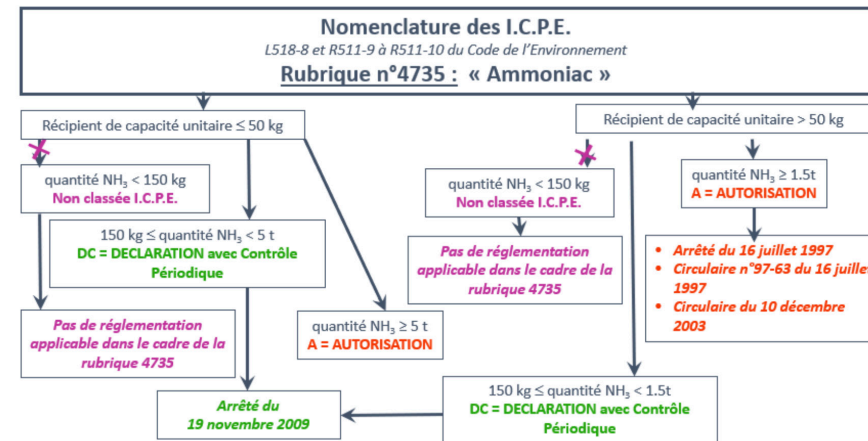 Nomenclature des I.C.P.E.
L518-8 et R511-9 à R511-10 du Code de l'Environnement
Rubrique n°4735 : « Ammoniac »
Récipient de capacité unitaire ≤ 50 kg
Récipient de capacité unitaire > 50 kg
quantité NH₃ < 150 kg
Non classée I.C.P.E.
150 kg ≤ quantité NH₃ < 5 t
DC = DECLARATION avec Contrôle
Périodique
Pas de réglementation
applicable dans le cadre de la
rubrique 4735
quantité NH₃ ≥ 5 t
A = AUTORISATION
Arrêté du
19 novembre 2009
quantité NH₃ < 150 kg
Non classée I.C.P.E.
Pas de réglementation
applicable dans le cadre de la
rubrique 4735
quantité NH₃ ≥ 1.5t
A = AUTORISATION
• Arrêté du 16 juillet 1997
• Circulaire n°97-63 du 16 juille
1997
• Circulaire du 10 décembre
2003
150 kg ≤ quantité NH₃ < 1.5t
DC = DECLARATION avec Contrôle
Périodique